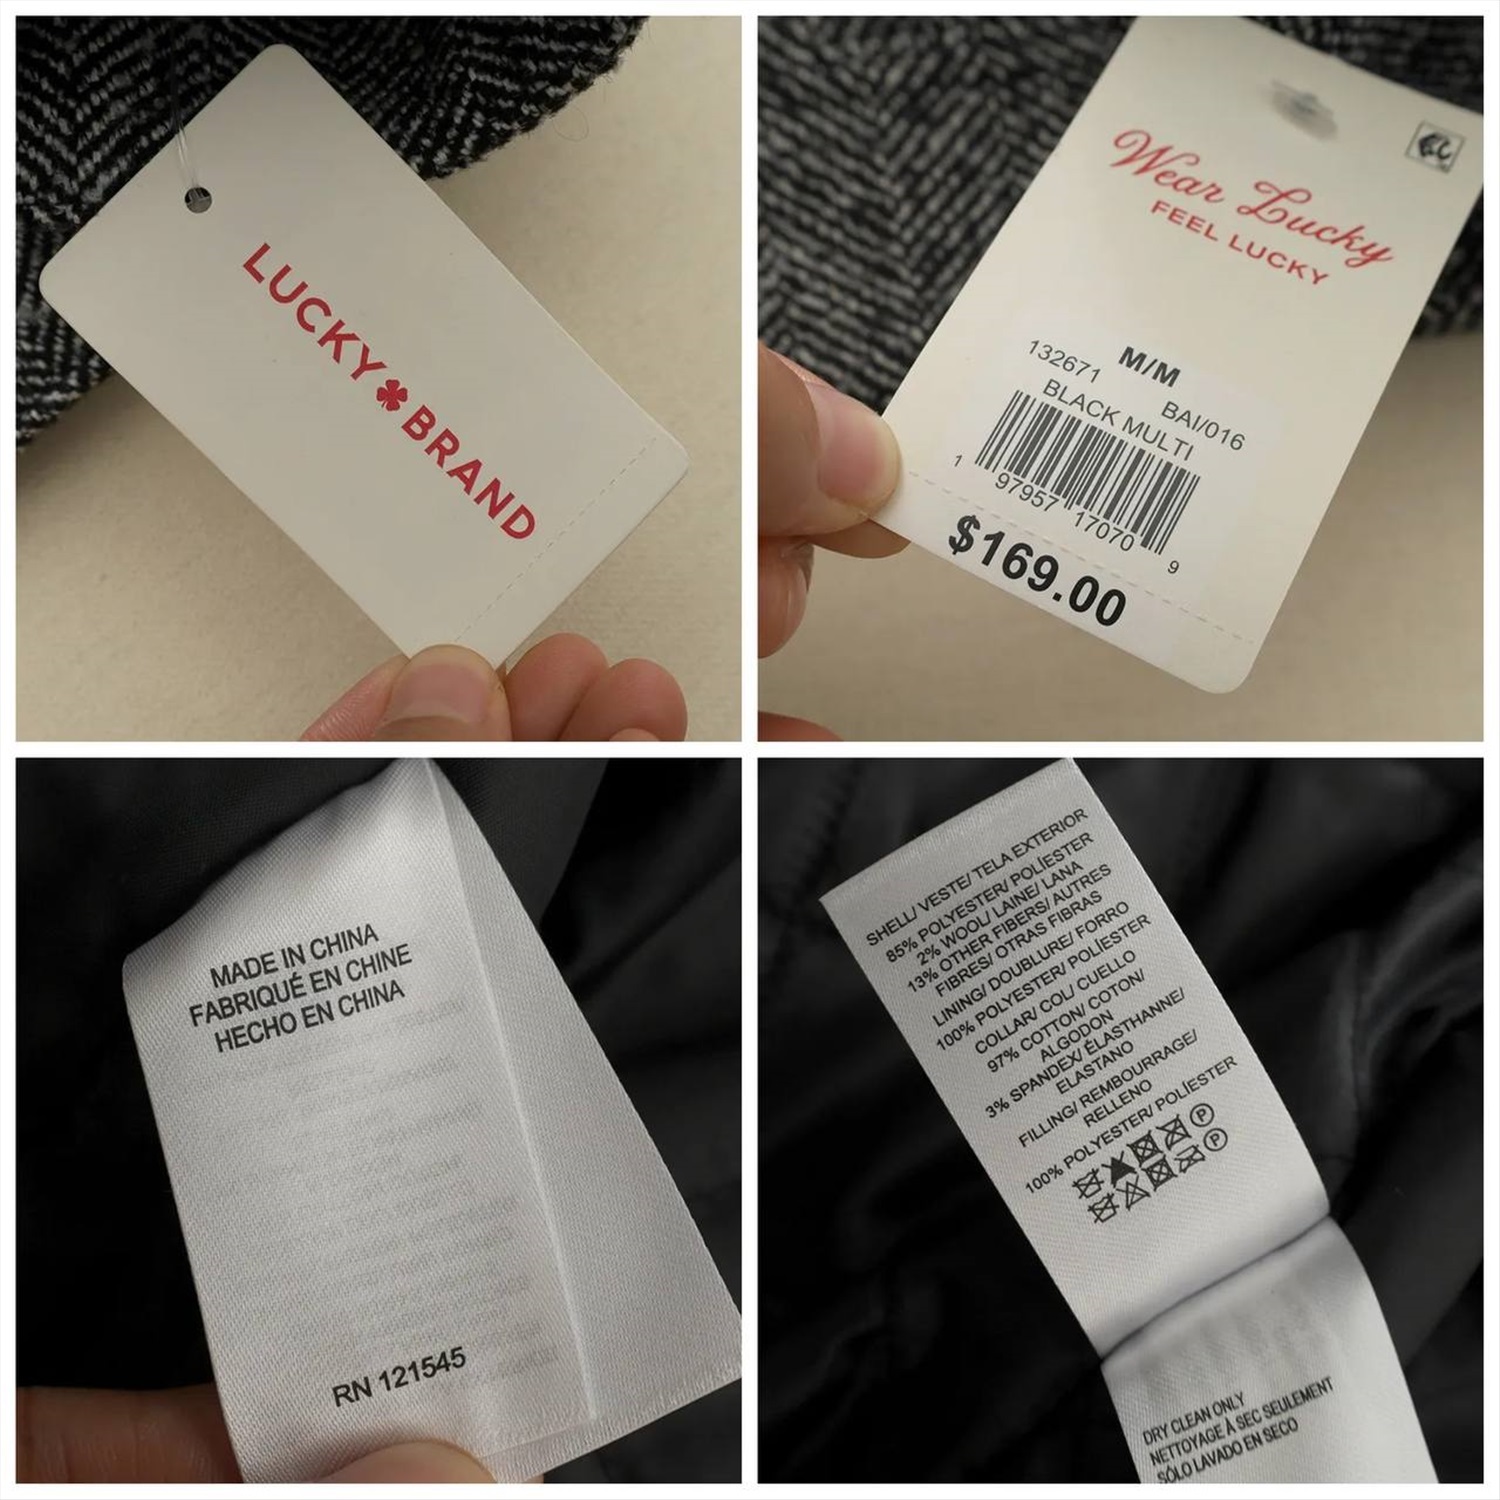 LUCKY BRAND
Wear Lucky
FEEL LUCKY
132671 M/M BAI/016
BLACK MULTI
1 97957 17070 9
$169.00
MADE IN CHINA
FABRIQUÉ EN CHINE
HECHO EN CHINA
RN 121545
SHELL/ VESTE/ TELA EXTERIOR
85% POLYESTER/ POLÍESTER
2% WOOL/ LAINE/ LANA
13% OTHER FIBERS/ AUTRES
FIBRES/ OTRAS FIBRAS
LINING/ DOUBLURE/ FORRO
100% POLYESTER/ POLÍESTER
COLLAR/ COL/ CUELLO
97% COTTON/ COTON/
ALGODON
3% SPANDEX/ ÉLASTHANNE/
ELASTANO
FILLING/ REMBOURRAGE/
RELLENO
100% POLYESTER/ POLÍESTER
P
P
DRY CLEAN ONLY
NETTOYAGE À SEC SEULEMENT
SÓLO LAVADO EN SECO